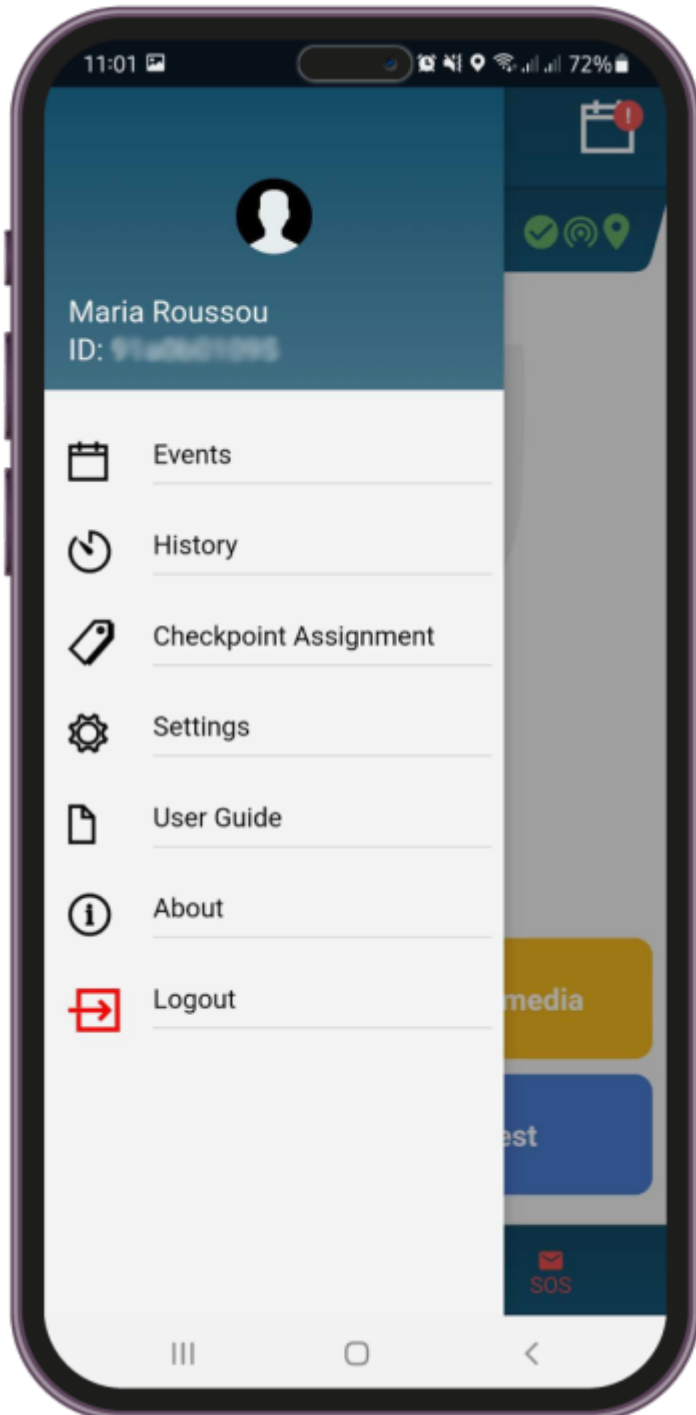 11:01
72%
!
Maria Roussou
ID:
Events
History
Checkpoint Assignment
Settings
User Guide
About
Logout
media
est
SOS